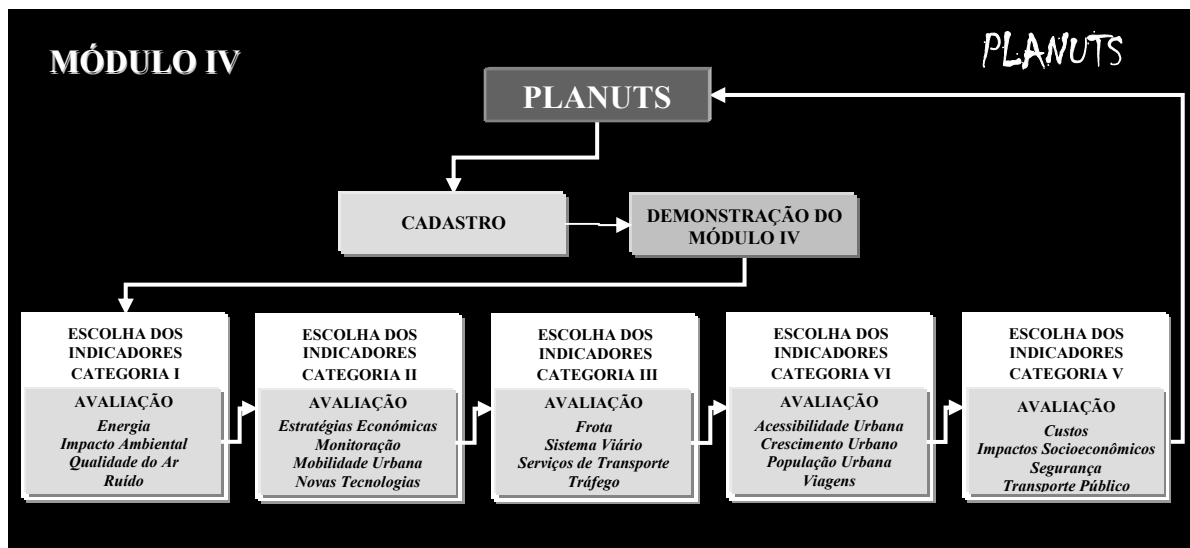 MÓDULO IV
PLANUTS
PLANUTS
CADASTRO
DEMONSTRAÇÃO DO
MÓDULO IV
ESCOLHA DOS
INDICADORES
CATEGORIA I
AVALIAÇÃO
Energia
Impacto Ambiental
Qualidade do Ar
Ruído
ESCOLHA DOS
INDICADORES
CATEGORIA II
AVALIAÇÃO
Estratégias Económicas
Monitoração
Mobilidade Urbana
Novas Tecnologias
ESCOLHA DOS
INDICADORES
CATEGORIA III
AVALIAÇÃO
Frota
Sistema Viário
Serviços de Transporte
Tráfego
ESCOLHA DOS
INDICADORES
CATEGORIA VI
AVALIAÇÃO
Acessibilidade Urbana
Crescimento Urbano
População Urbana
Viagens
ESCOLHA DOS
INDICADORES
CATEGORIA V
AVALIAÇÃO
Custos
Impactos Socioeconômicos
Segurança
Transporte Público